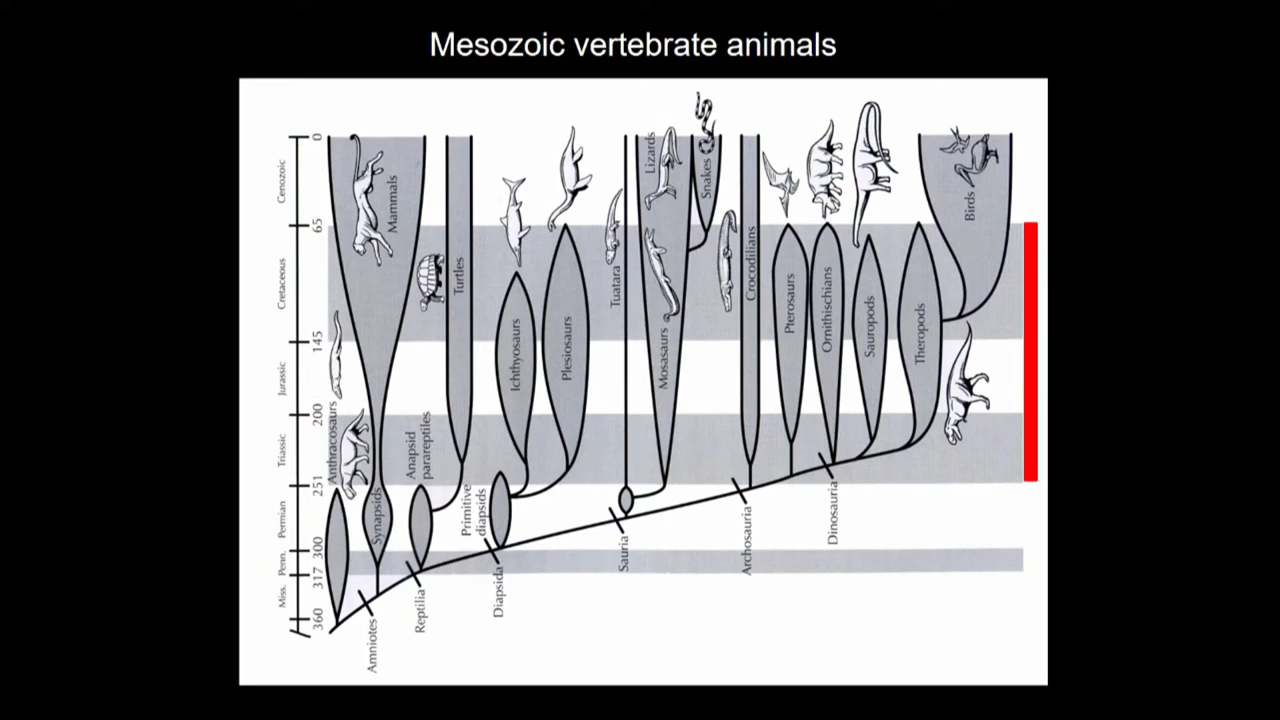 Mesozoic vertebrate animals
Cenozoic
Cretaceous
Jurassic
Triassic
Permian
Penn.
Miss.
0
65
145
200
251
300
317
360
Mammals
Anthracosaurs
Synapsids
Turtles
Anapsid
parareptiles
Primitive
diapsids
Ichthyosaurs
Plesiosaurs
Tuatara
Lizards
Mosasaurs
Snakes
Crocodilians
Pterosaurs
Ornithischians
Sauropods
Theropods
Birds
Amniotes
Reptilia
Diapsida
Sauria
Archosauria
Dinosauria